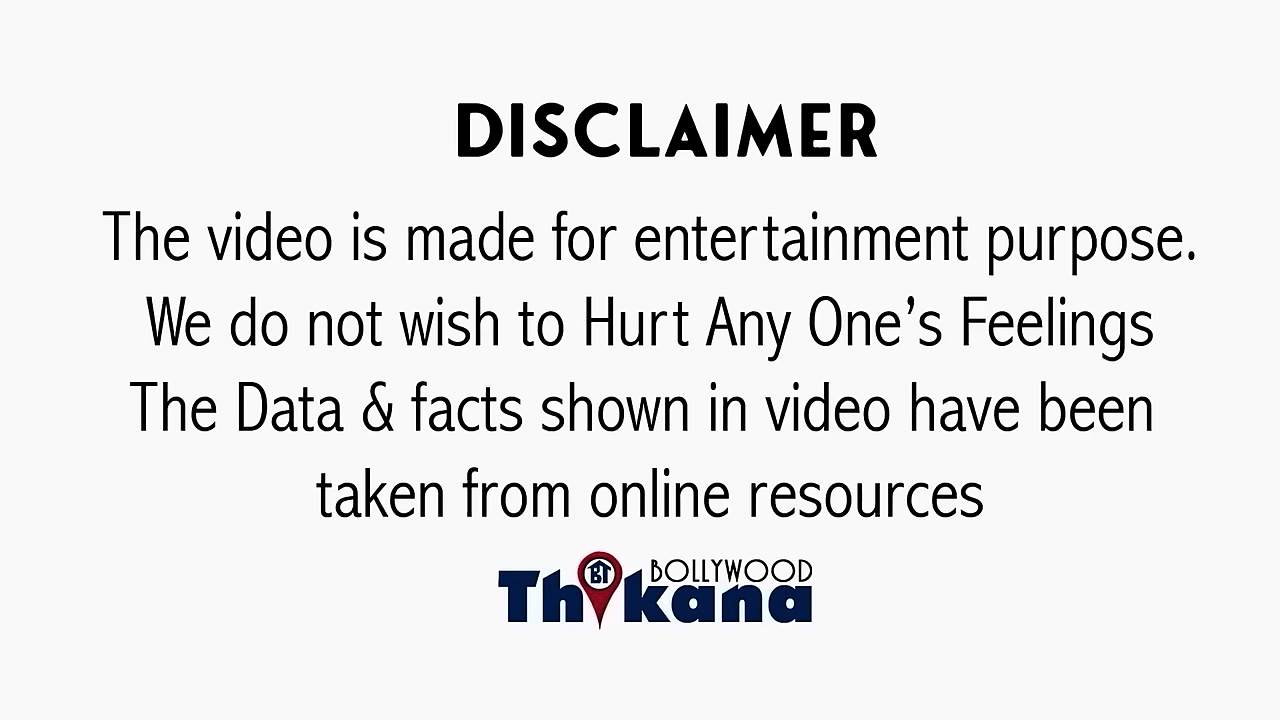 DISCLAIMER
The video is made for entertainment purpose.
We do not wish to Hurt Any One’s Feelings
The Data & facts shown in video have been
taken from online resources
BT BOLLYWOOD
Thikana